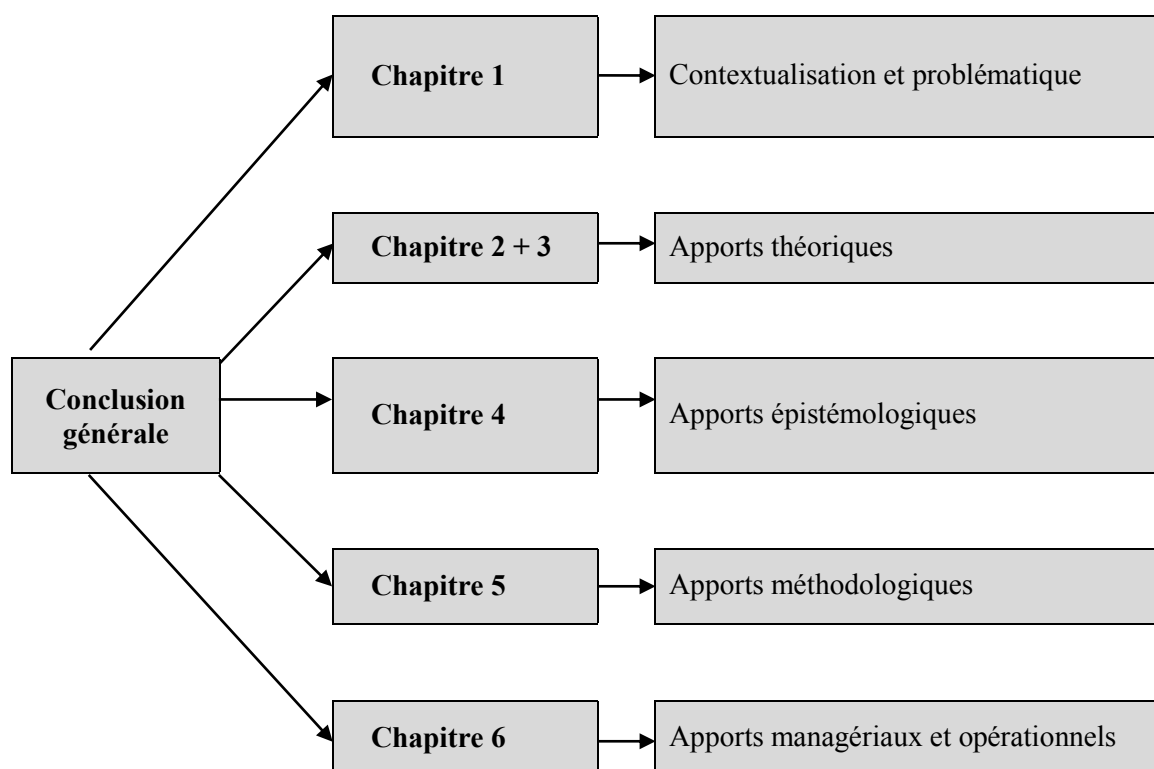 Chapitre 1
Contextualisation et problématique
Chapitre 2 + 3
Apports théoriques
Conclusion
générale
Chapitre 4
Apports épistémologiques
Chapitre 5
Apports méthodologiques
Chapitre 6
Apports managériaux et opérationnels